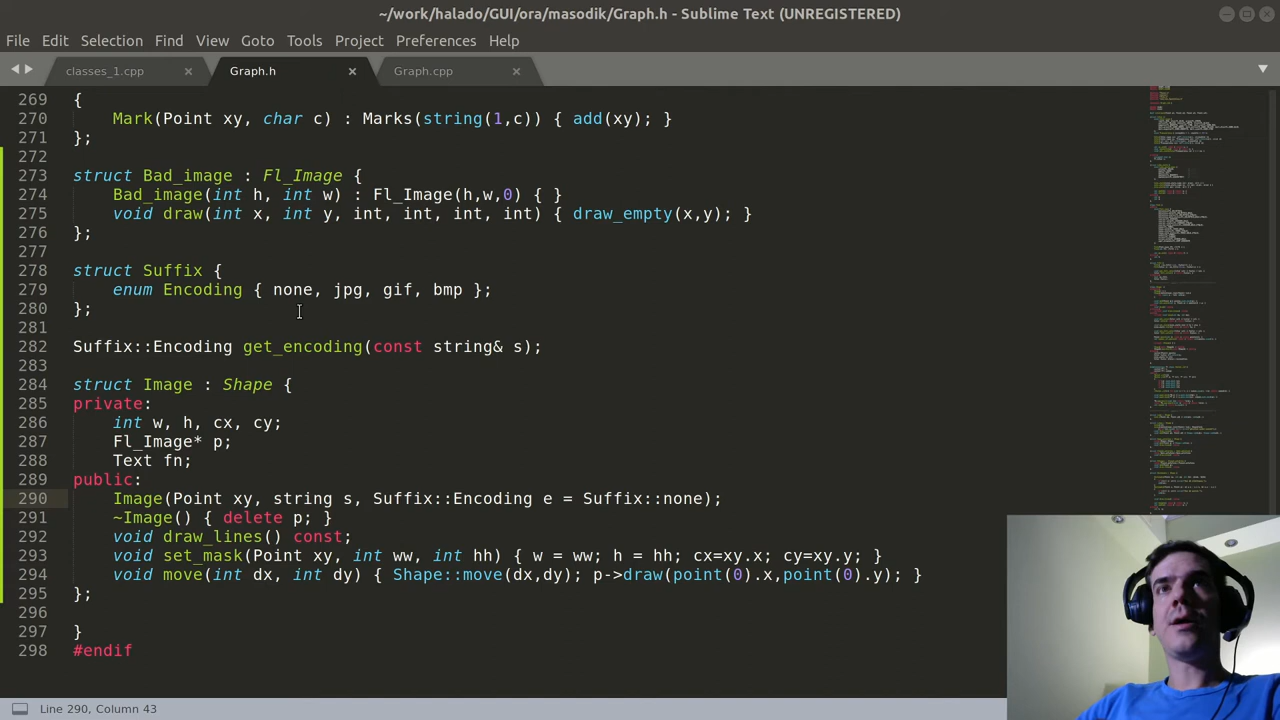 ~/work/halado/GUI/ora/masodik/Graph.h - Sublime Text (UNREGISTERED)
File Edit Selection Find View Goto Tools Project Preferences Help
classes_1.cpp × Graph.h × Graph.cpp ×
269 {
270 Mark(Point xy, char c) : Marks(string(1,c)) { add(xy); }
271 };
272
273 struct Bad_image : Fl_Image {
274 Bad_image(int h, int w) : Fl_Image(h,w,0) { }
275 void draw(int x, int y, int, int, int, int) { draw_empty(x,y); }
276 };
277
278 struct Suffix {
279 enum Encoding { none, jpg, gif, bmp };
280 };
281
282 Suffix::Encoding get_encoding(const string& s);
283
284 struct Image : Shape {
285 private:
286 int w, h, cx, cy;
287 Fl_Image* p;
288 Text fn;
289 public:
290 Image(Point xy, string s, Suffix::Encoding e = Suffix::none);
291 ~Image() { delete p; }
292 void draw_lines() const;
293 void set_mask(Point xy, int ww, int hh) { w = ww; h = hh; cx=xy.x; cy=xy.y; }
294 void move(int dx, int dy) { Shape::move(dx,dy); p->draw(point(0).x,point(0).y); }
295 };
296
297 }
298 #endif
Line 290, Column 43